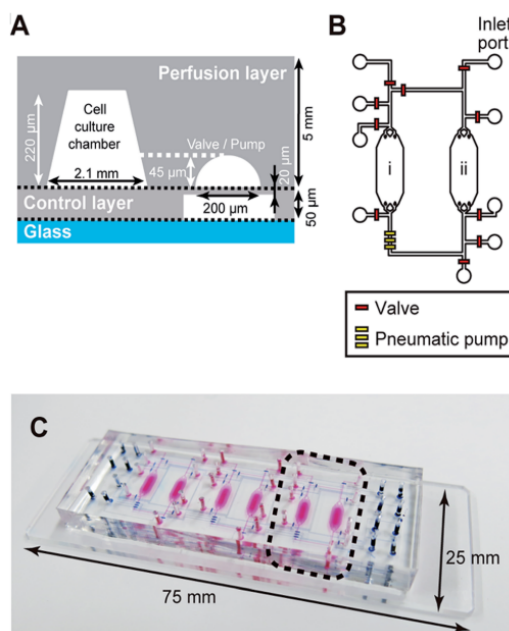 A
Perfusion layer
Cell
culture
chamber
220 µm
2.1 mm
Valve / Pump
45 µm
200 µm
20 µm
5 mm
50 µm
Control layer
Glass
B
Inlet
port
i
ii
Valve
Pneumatic pump
C
25 mm
75 mm